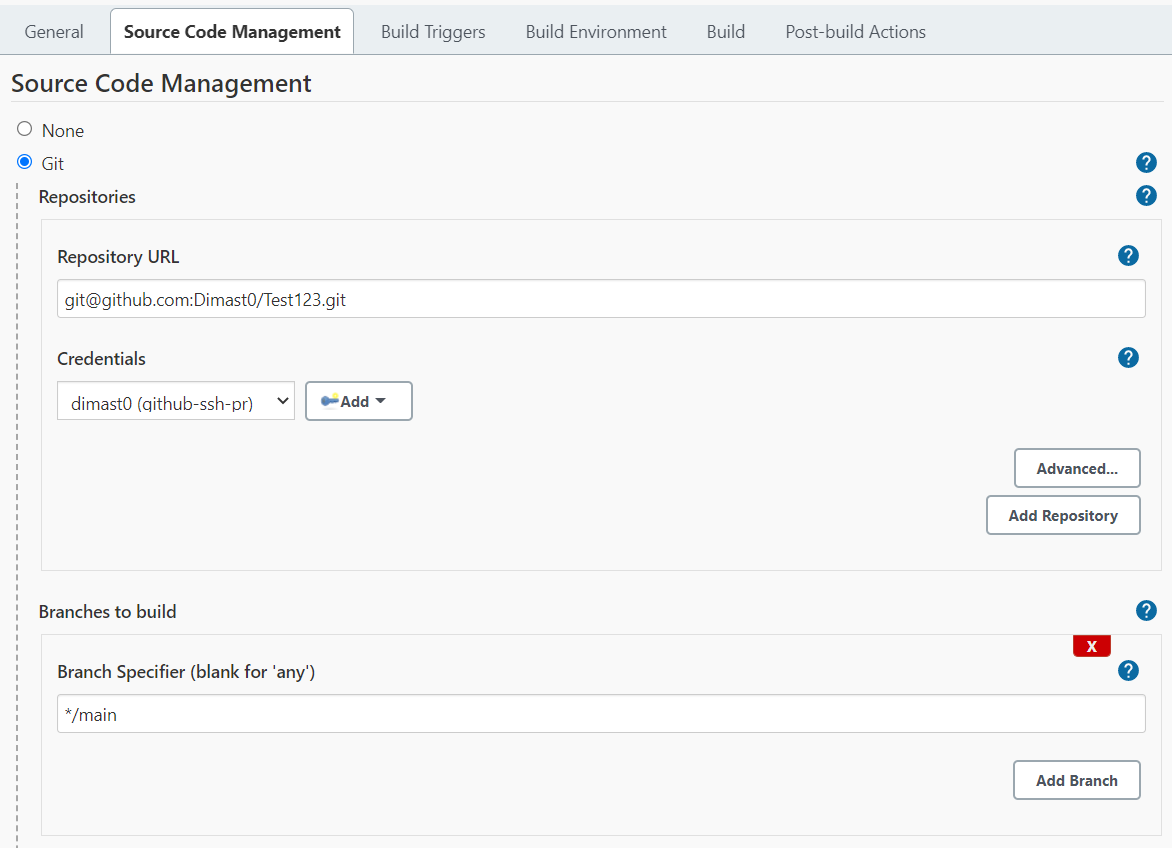 General Source Code Management Build Triggers Build Environment Build Post-build Actions
Source Code Management
None
Git
?
Repositories
?
Repository URL
?
git@github.com:Dimast0/Test123.git
Credentials
?
dimast0 (github-ssh-pr) Add
Advanced...
Add Repository
Branches to build
?
X
Branch Specifier (blank for 'any')
?
*/main
Add Branch